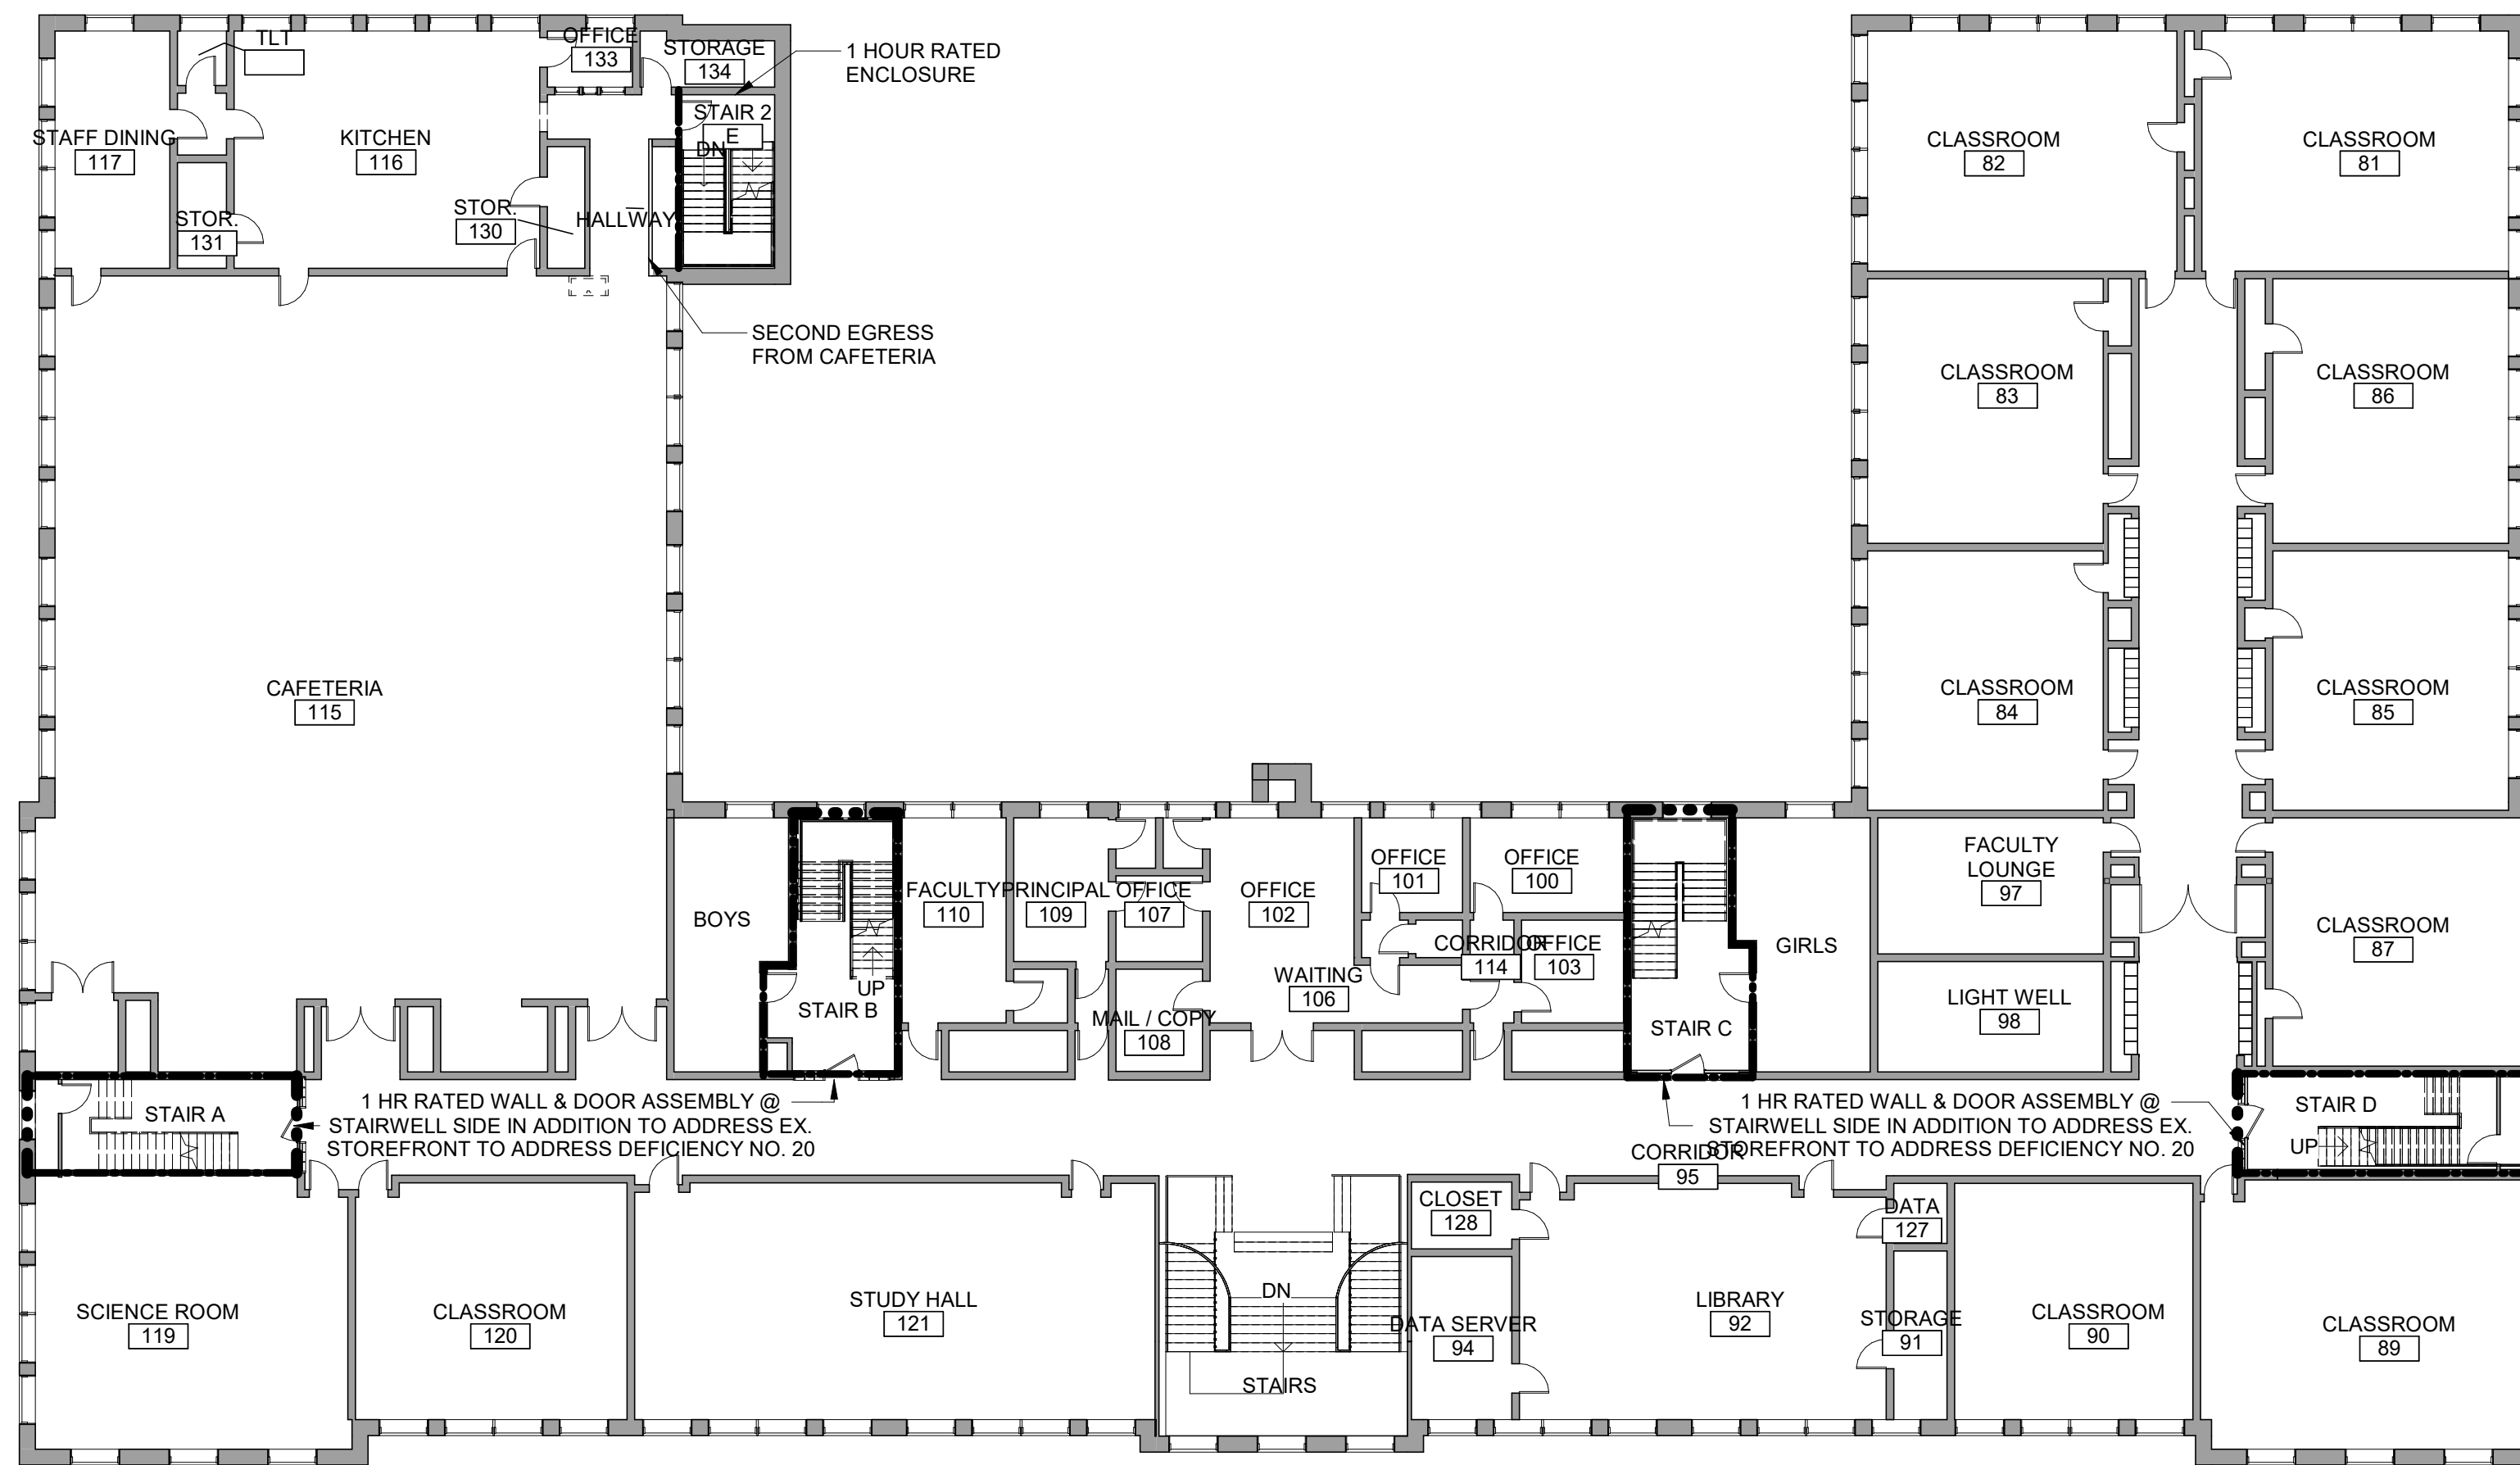 TLT
OFFICE
133
STORAGE
134
1 HOUR RATED
ENCLOSURE
STAFF DINING
117
KITCHEN
116
STAIR 2
E
DN
STOR.
131
STOR.
130
HALLWAY
SECOND EGRESS
FROM CAFETERIA
CLASSROOM
82
CLASSROOM
81
CLASSROOM
83
CLASSROOM
86
CAFETERIA
115
CLASSROOM
84
CLASSROOM
85
BOYS
UP
STAIR B
FACULTY
110
PRINCIPAL
109
OFFICE
107
OFFICE
102
OFFICE
101
OFFICE
100
CORRIDOR
114
OFFICE
103
WAITING
106
MAIL / COPY
108
STAIR C
GIRLS
FACULTY
LOUNGE
97
CLASSROOM
87
LIGHT WELL
98
STAIR A
1 HR RATED WALL & DOOR ASSEMBLY @
STAIRWELL SIDE IN ADDITION TO ADDRESS EX.
STOREFRONT TO ADDRESS DEFICIENCY NO. 20
1 HR RATED WALL & DOOR ASSEMBLY @
STAIRWELL SIDE IN ADDITION TO ADDRESS EX.
STOREFRONT TO ADDRESS DEFICIENCY NO. 20
STAIR D
UP
CORRIDOR
95
SCIENCE ROOM
119
CLASSROOM
120
STUDY HALL
121
DN
STAIRS
CLOSET
128
DATA SERVER
94
LIBRARY
92
DATA
127
STORAGE
91
CLASSROOM
90
CLASSROOM
89